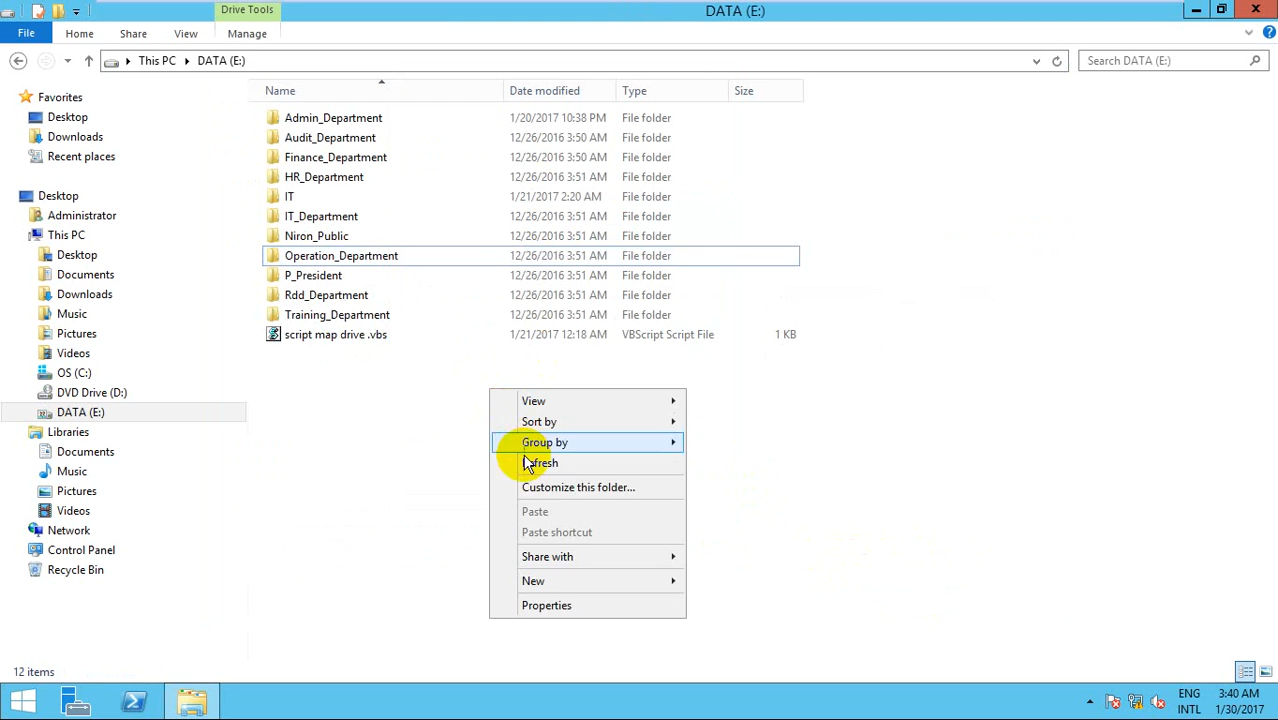 Drive Tools
DATA (E:)
File
Home
Share
View
Manage
This PC
DATA (E:)
Search DATA (E:)
Name
Date modified
Type
Size
Admin_Department 1/20/2017 10:38 PM File folder
Audit_Department 12/26/2016 3:50 AM File folder
Finance_Department 12/26/2016 3:50 AM File folder
HR_Department 12/26/2016 3:51 AM File folder
IT 1/21/2017 2:20 AM File folder
IT_Department 12/26/2016 3:51 AM File folder
Niron_Public 12/26/2016 3:51 AM File folder
Operation_Department 12/26/2016 3:51 AM File folder
P_President 12/26/2016 3:51 AM File folder
Rdd_Department 12/26/2016 3:51 AM File folder
Training_Department 12/26/2016 3:51 AM File folder
script map drive .vbs 1/21/2017 12:18 AM VBScript Script File 1 KB
Favorites
Desktop
Downloads
Recent places
Desktop
Administrator
This PC
Desktop
Documents
Downloads
Music
Pictures
Videos
OS (C:)
DVD Drive (D:)
DATA (E:)
Libraries
Documents
Music
Pictures
Videos
Network
Control Panel
Recycle Bin
View
Sort by
Group by
Refresh
Customize this folder...
Paste
Paste shortcut
Share with
New
Properties
12 items
ENG
INTL
3:40 AM
1/30/2017